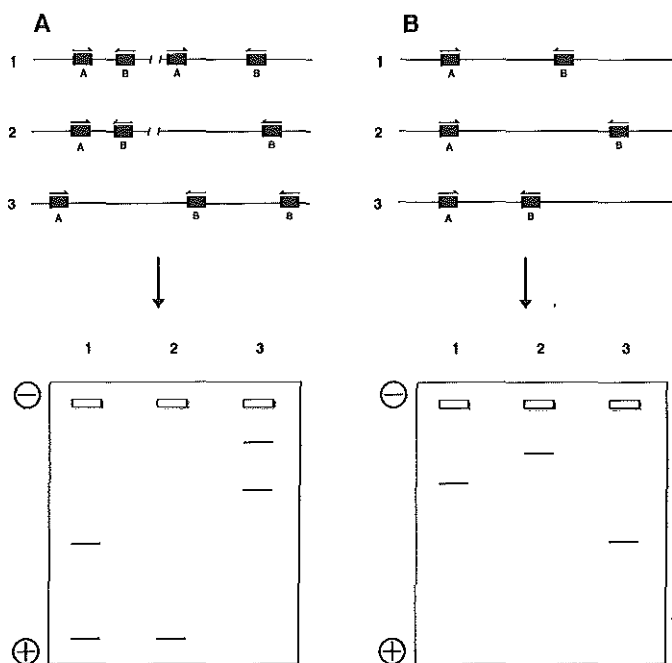 A B
1 A B A B
2 A B B
3 A B B
1 A B
2 A B
3 A B
1 2 3
− +
1 2 3
− +